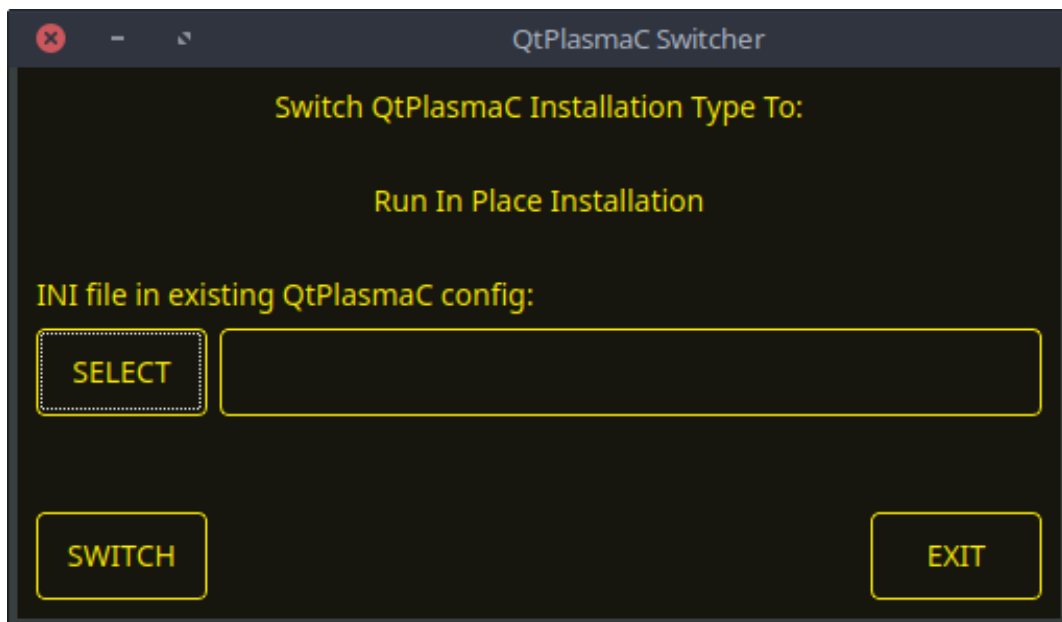 QtPlasmaC Switcher
Switch QtPlasmaC Installation Type To:
Run In Place Installation
INI file in existing QtPlasmaC config:
SELECT
SWITCH
EXIT